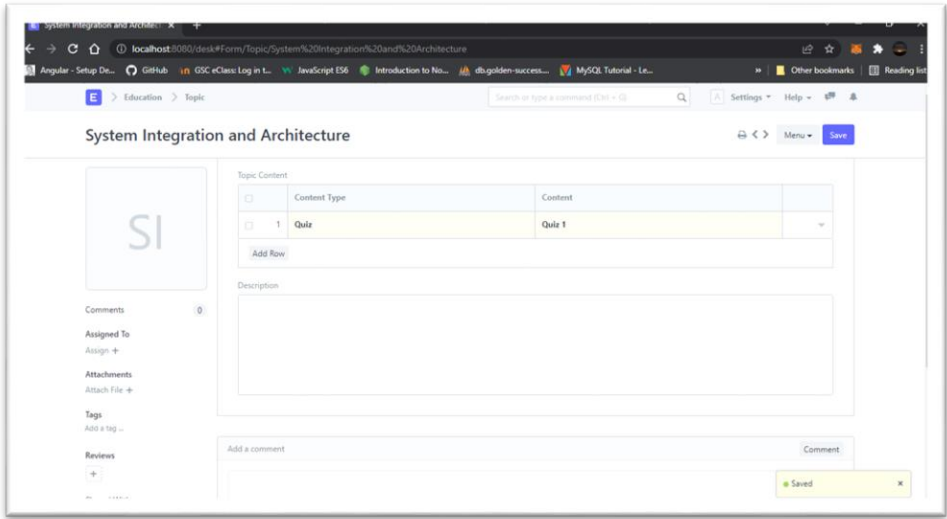 System Integration and Architect
localhost:8080/desk#Form/Topic/System%20Integration%20and%20Architecture
Angular - Setup De... GitHub GSC eClass: Log in t... JavaScript ES6 Introduction to No... db.golden-success.... MySQL Tutorial - Le... » Other bookmarks Reading list
E > Education > Topic Search or type a command (Ctrl + G) A Settings Help
System Integration and Architecture Menu Save
SI
Topic Content
Content Type Content
1 Quiz Quiz 1
Add Row
Description
Comments 0
Assigned To
Assign +
Attachments
Attach File +
Tags
Add a tag ...
Reviews
+
Add a comment Comment
Saved ×